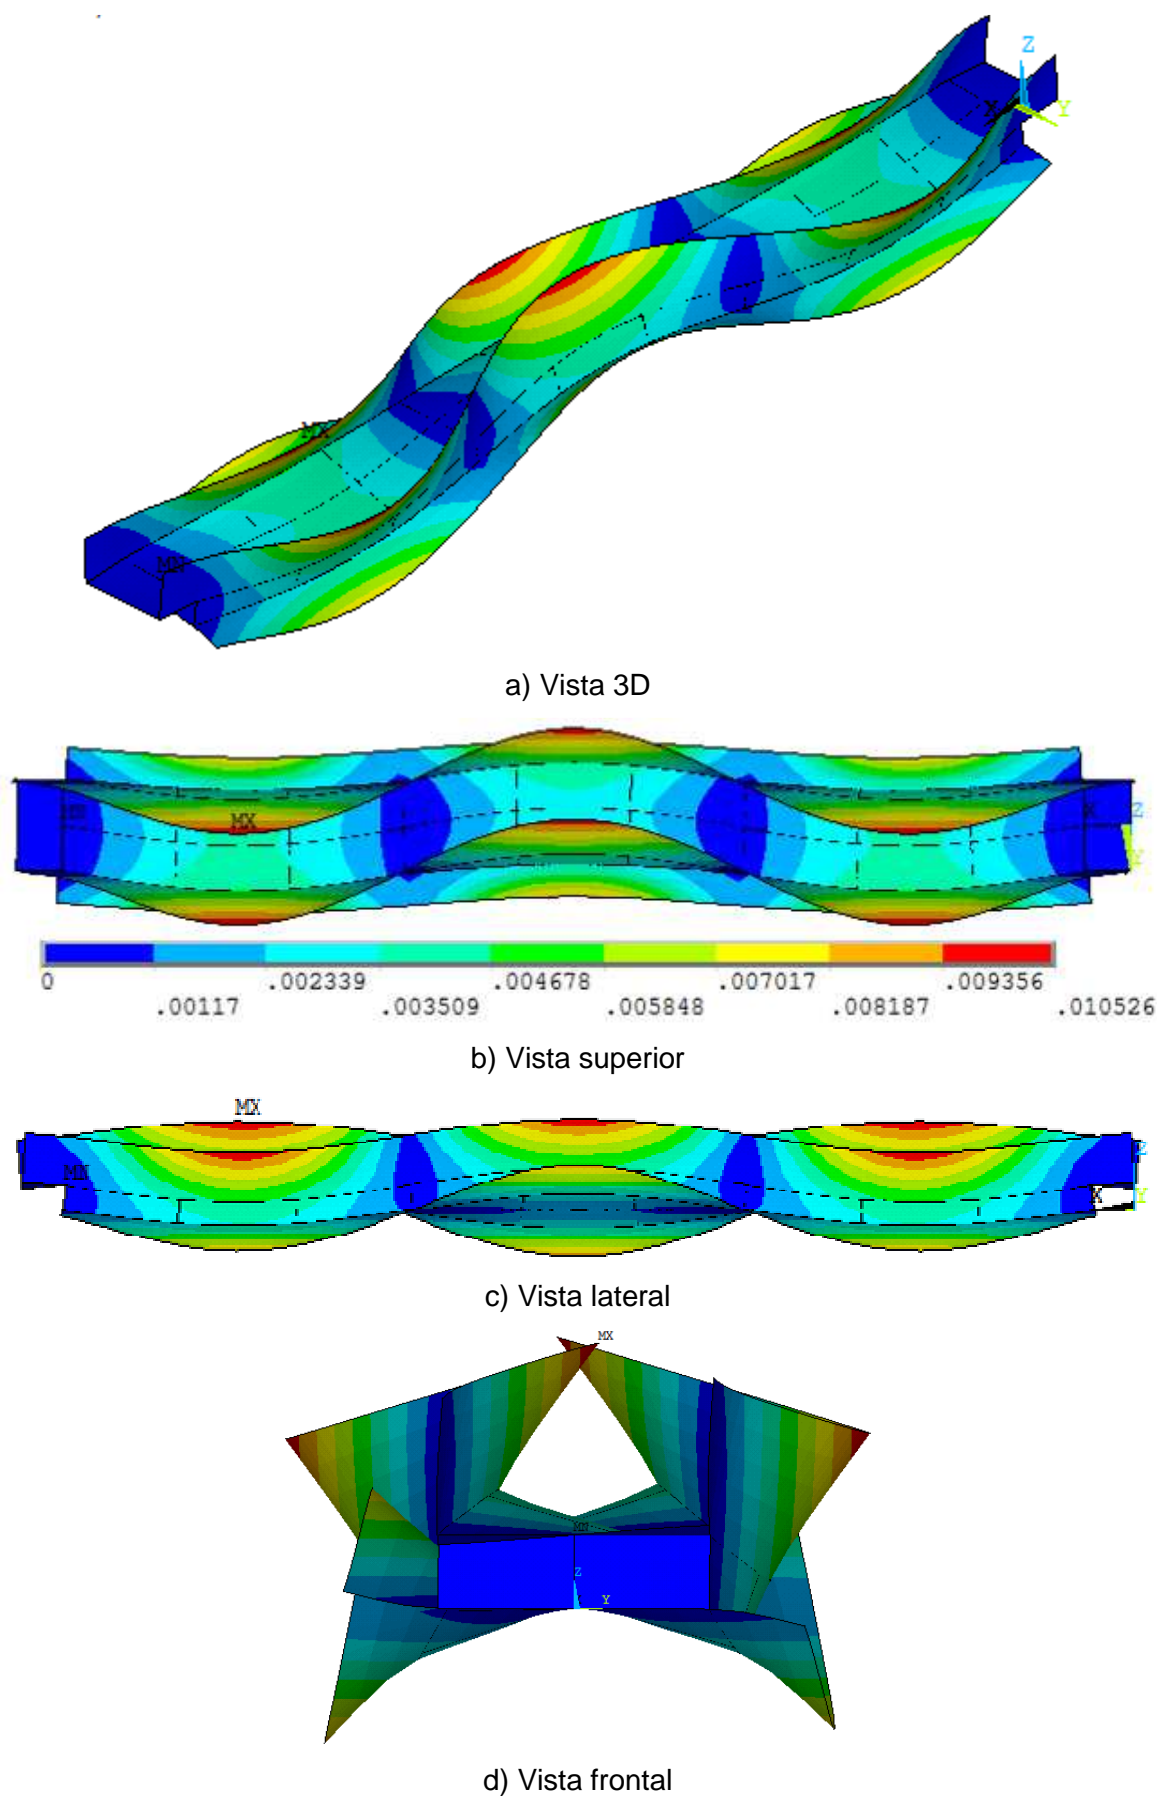 Z
X
Y
MX
MN
a) Vista 3D
MN
MX
X
Z
Y
0 .002339 .004678 .007017 .009356
.00117 .003509 .005848 .008187 .010526
b) Vista superior
MX
MN
Z
X
Y
c) Vista lateral
MX
MN
Z
Y
d) Vista frontal